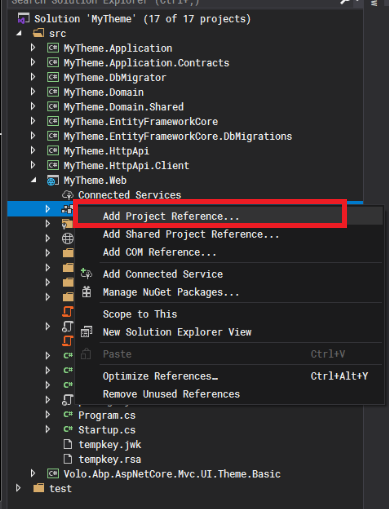 Search Solution Explorer (Ctrl+;)
Solution 'MyTheme' (17 of 17 projects)
src
MyTheme.Application
MyTheme.Application.Contracts
MyTheme.DbMigrator
MyTheme.Domain
MyTheme.Domain.Shared
MyTheme.EntityFrameworkCore
MyTheme.EntityFrameworkCore.DbMigrations
MyTheme.HttpApi
MyTheme.HttpApi.Client
MyTheme.Web
Connected Services
Add Project Reference...
Add Shared Project Reference...
Add COM Reference...
Add Connected Service
Manage NuGet Packages...
Scope to This
New Solution Explorer View
Paste Ctrl+V
Optimize References… Ctrl+Alt+Y
Remove Unused References
Program.cs
Startup.cs
tempkey.jwk
tempkey.rsa
Volo.Abp.AspNetCore.Mvc.UI.Theme.Basic
test